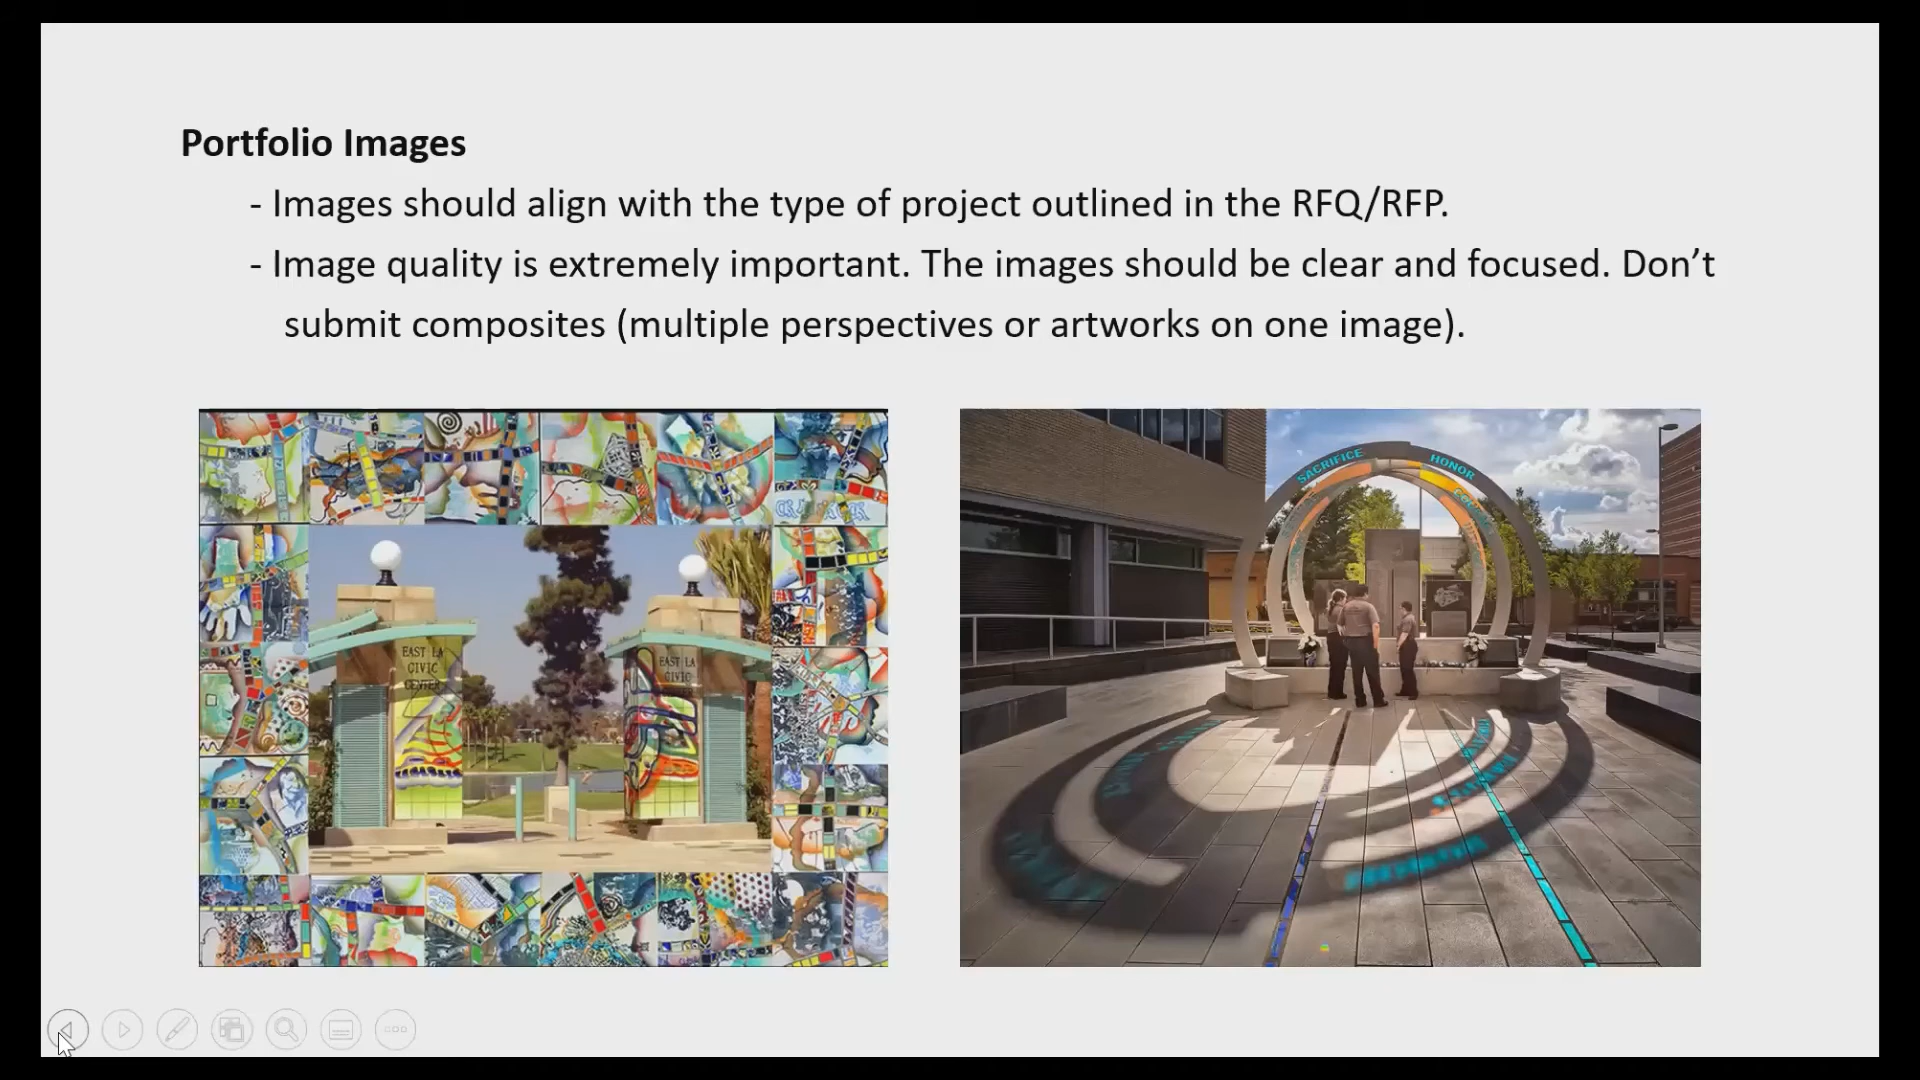 Portfolio Images
- Images should align with the type of project outlined in the RFQ/RFP.
- Image quality is extremely important. The images should be clear and focused. Don’t
submit composites (multiple perspectives or artworks on one image).
EAST LA
CIVIC
CENTER
EAST LA
CIVIC
SACRIFICE
HONOR